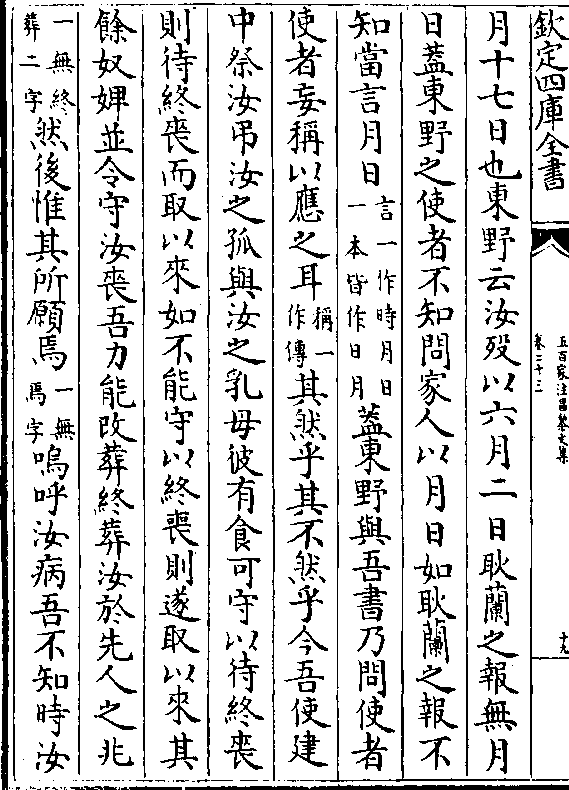 欽定四庫全書
五百家注昌黎文集
卷二十三
十九
月十七日也東野云汝歿以六月二日耿蘭之報無月
日蓋東野之使者不知問家人以月日如耿蘭之報不
知當言月日言一作時月日一本皆作日月蓋東野與吾書乃問使者
使者妄稱以應之耳稱一作傳其然乎其不然乎今吾使建
中祭汝弔汝之孤與汝之乳母彼有食可守以待終喪
則待終喪而取以來如不能守以終喪則遂取以來其
餘奴婢並令守汝喪吾力能改葬終葬汝於先人之兆
一無終葬二字然後惟其所願焉一無焉字嗚呼汝病吾不知時汝